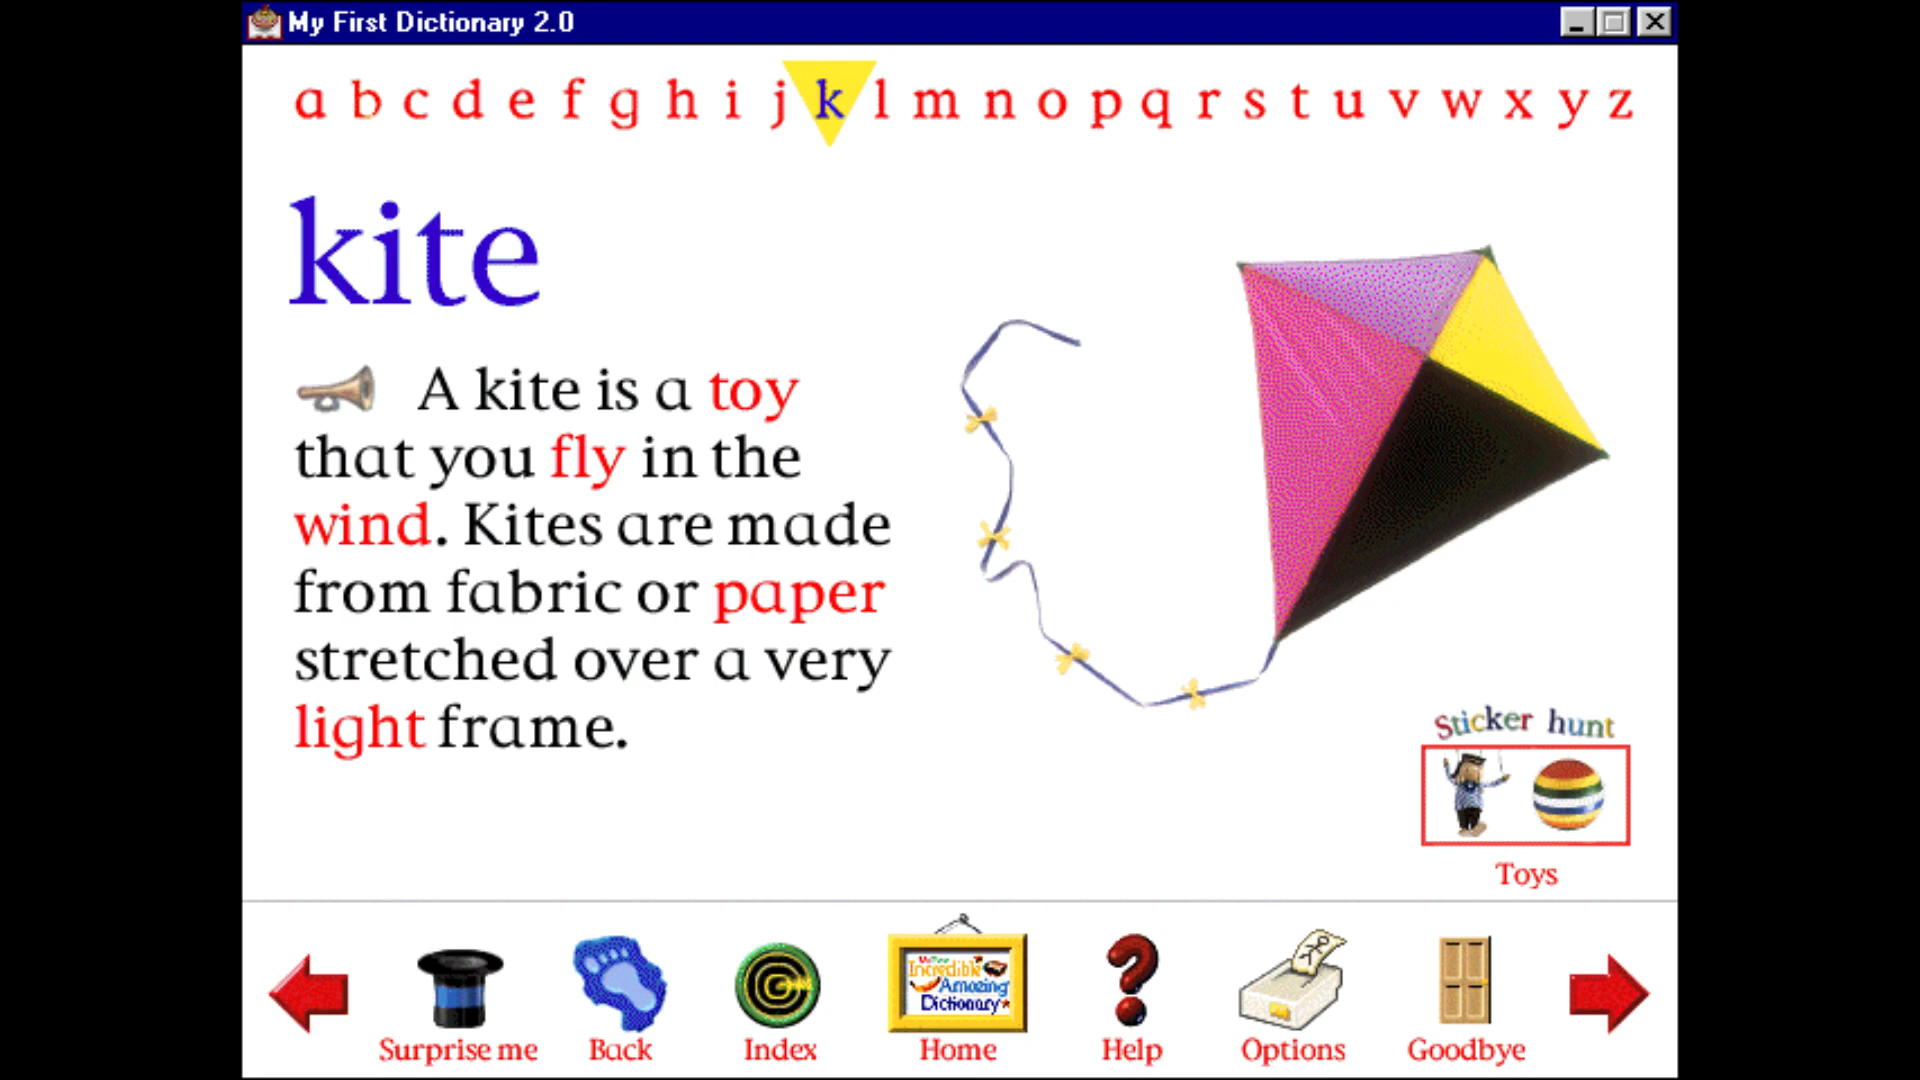 My First Dictionary 2.0
a b c d e f g h i j k l m n o p q r s t u v w x y z
kite
A kite is a toy
that you fly in the
wind. Kites are made
from fabric or paper
stretched over a very
light frame.
Sticker hunt
Toys
My First
Incredible
Amazing
Dictionary
Surprise me
Back
Index
Home
Help
Options
Goodbye